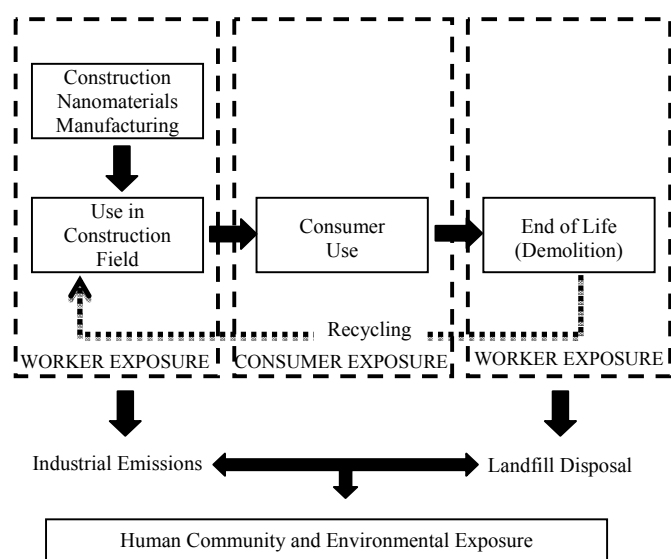 Construction
Nanomaterials
Manufacturing
Use in
Construction
Field
Consumer
Use
End of Life
(Demolition)
Recycling
WORKER EXPOSURE
CONSUMER EXPOSURE
WORKER EXPOSURE
Industrial Emissions
Landfill Disposal
Human Community and Environmental Exposure